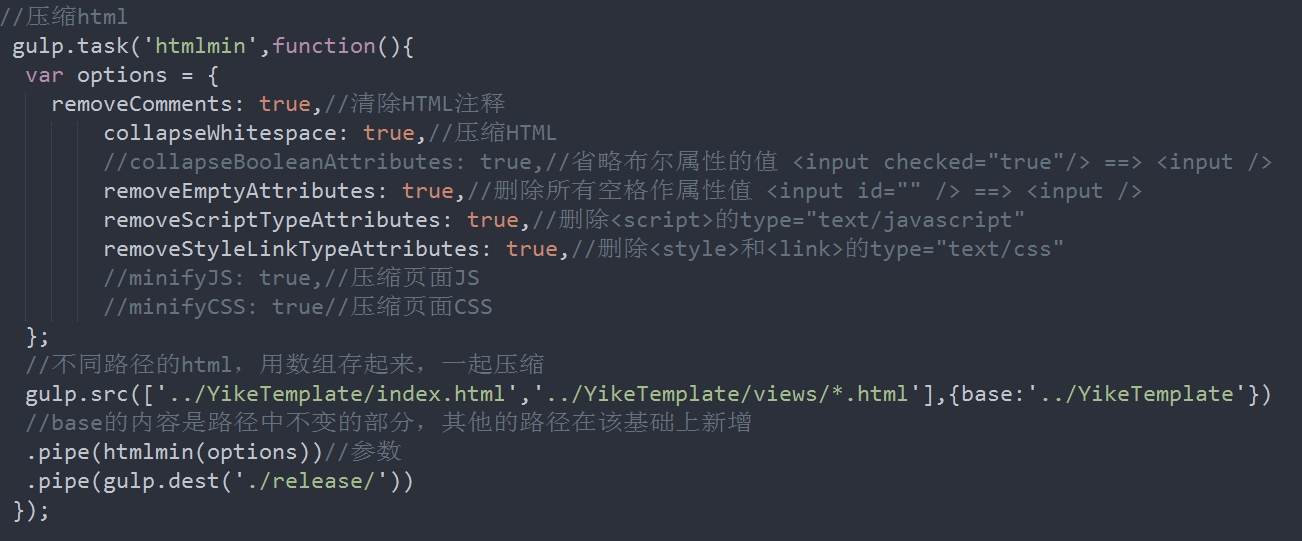 //压缩html
gulp.task('htmlmin',function(){
var options = {
removeComments: true,//清除HTML注释
collapseWhitespace: true,//压缩HTML
//collapseBooleanAttributes: true,//省略布尔属性的值 <input checked="true"/> ==> <input />
removeEmptyAttributes: true,//删除所有空格作属性值 <input id="" /> ==> <input />
removeScriptTypeAttributes: true,//删除<script>的type="text/javascript"
removeStyleLinkTypeAttributes: true,//删除<style>和<link>的type="text/css"
//minifyJS: true,//压缩页面JS
//minifyCSS: true//压缩页面CSS
};
//不同路径的html，用数组存起来，一起压缩
gulp.src(['../YikeTemplate/index.html','../YikeTemplate/views/*.html'],{base:'../YikeTemplate'})
//base的内容是路径中不变的部分，其他的路径在该基础上新增
.pipe(htmlmin(options))//参数
.pipe(gulp.dest('./release/'))
});